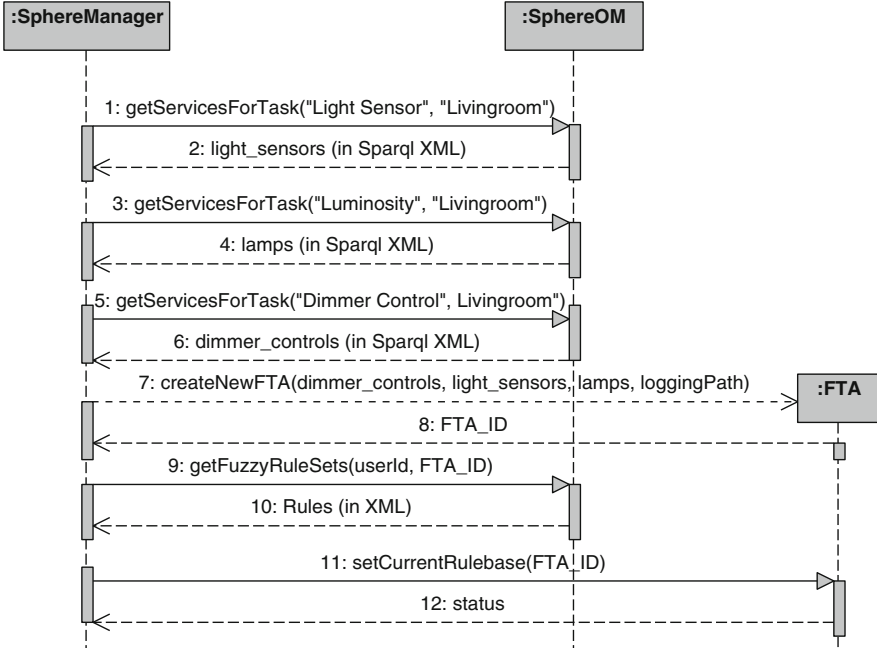 :SphereManager
:SphereOM
1: getServicesForTask("Light Sensor", "Livingroom")
2: light_sensors (in Sparql XML)
3: getServicesForTask("Luminosity", "Livingroom")
4: lamps (in Sparql XML)
5: getServicesForTask("Dimmer Control", Livingroom")
6: dimmer_controls (in Sparql XML)
7: createNewFTA(dimmer_controls, light_sensors, lamps, loggingPath)
:FTA
8: FTA_ID
9: getFuzzyRuleSets(userId, FTA_ID)
10: Rules (in XML)
11: setCurrentRulebase(FTA_ID)
12: status